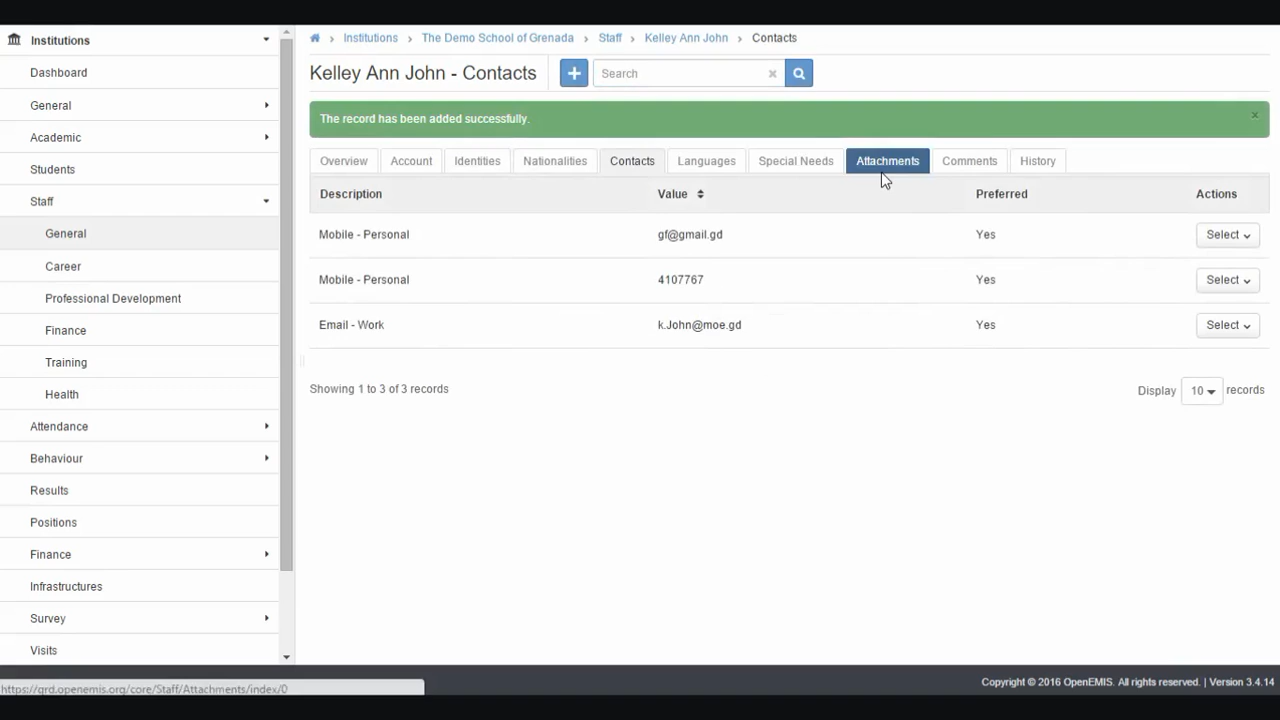 Institutions
Dashboard
General
Academic
Students
Staff
General
Career
Professional Development
Finance
Training
Health
Attendance
Behaviour
Results
Positions
Finance
Infrastructures
Survey
Visits
Institutions > The Demo School of Grenada > Staff > Kelley Ann John > Contacts
Kelley Ann John - Contacts
Search
The record has been added successfully.
×
Overview Account Identities Nationalities Contacts Languages Special Needs Attachments Comments History
Description Value Preferred Actions
Mobile - Personal gf@gmail.gd Yes Select
Mobile - Personal 4107767 Yes Select
Email - Work k.John@moe.gd Yes Select
Showing 1 to 3 of 3 records
Display 10 records
https://grd.openemis.org/core/Staff/Attachments/index/0
Copyright © 2016 OpenEMIS. All rights reserved. | Version 3.4.14